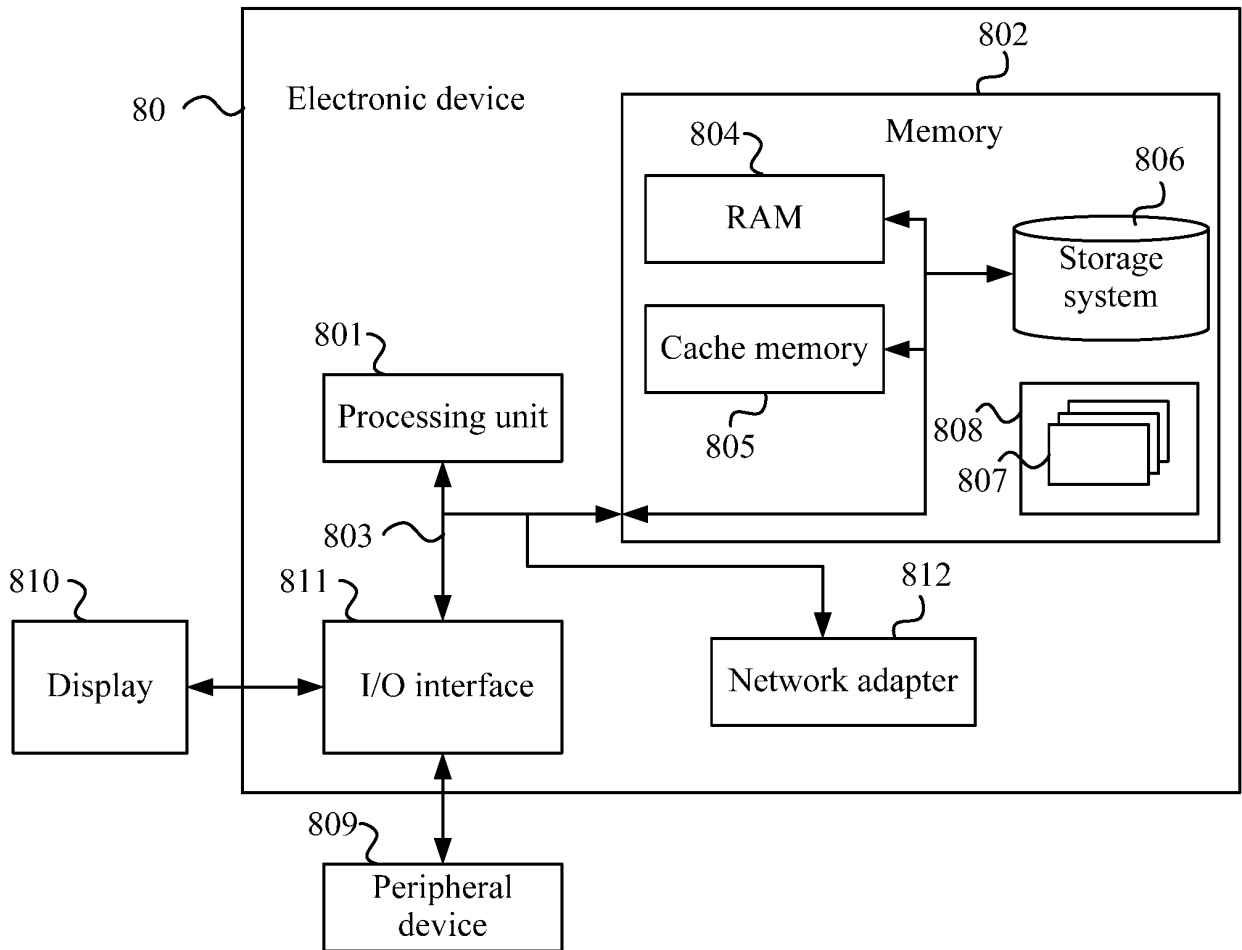 802
80
Electronic device
Memory
804
806
RAM
Storage
system
801
Cache memory
Processing unit
805
808
807
803
810
811
812
Display
I/O interface
Network adapter
809
Peripheral
device